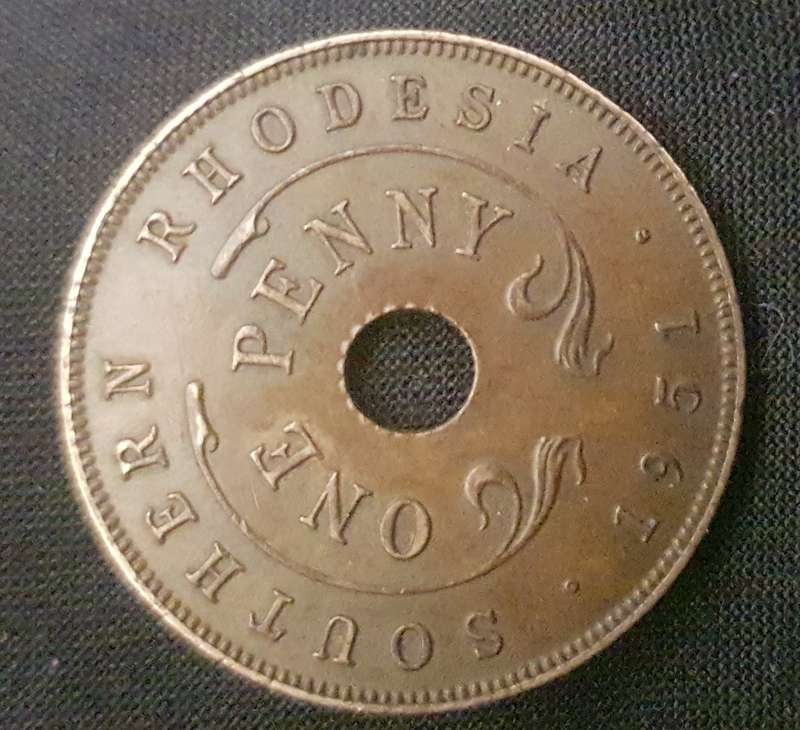 SOUTHERN RHODESIA · 1951 ·
ONE PENNY